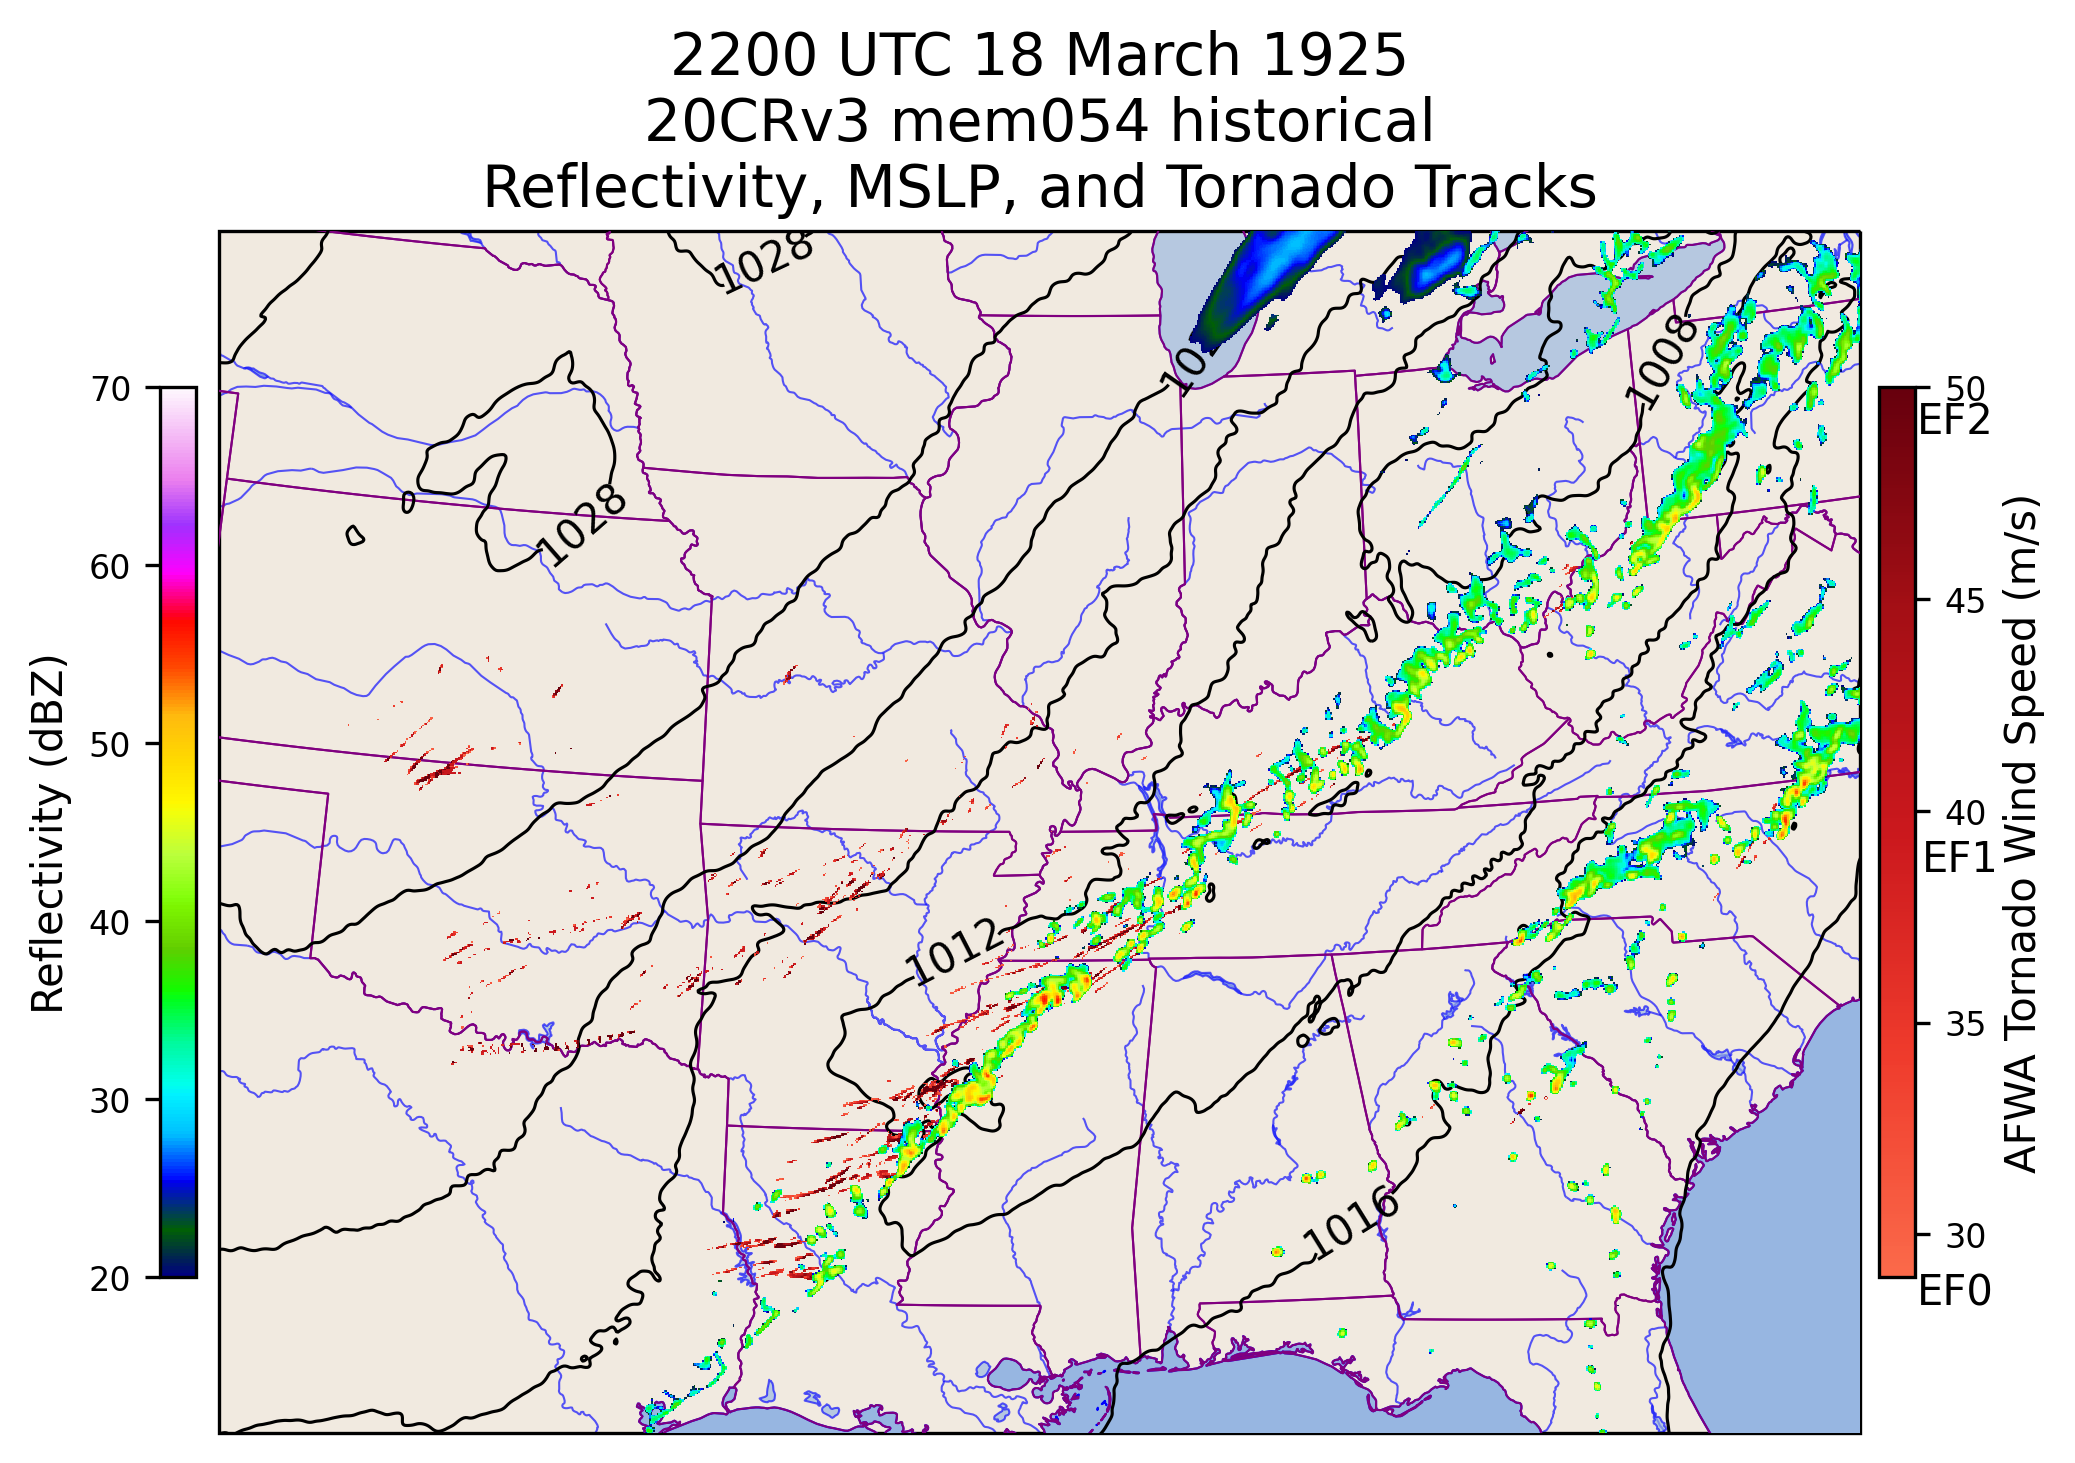 2200 UTC 18 March 1925
20CRv3 mem054 historical
Reflectivity, MSLP, and Tornado Tracks
1028
1008
1028
1012
1016
70
60
50
40
30
20
Reflectivity (dBZ)
50
EF2
45
40
EF1
35
30
EF0
AFWA Tornado Wind Speed (m/s)